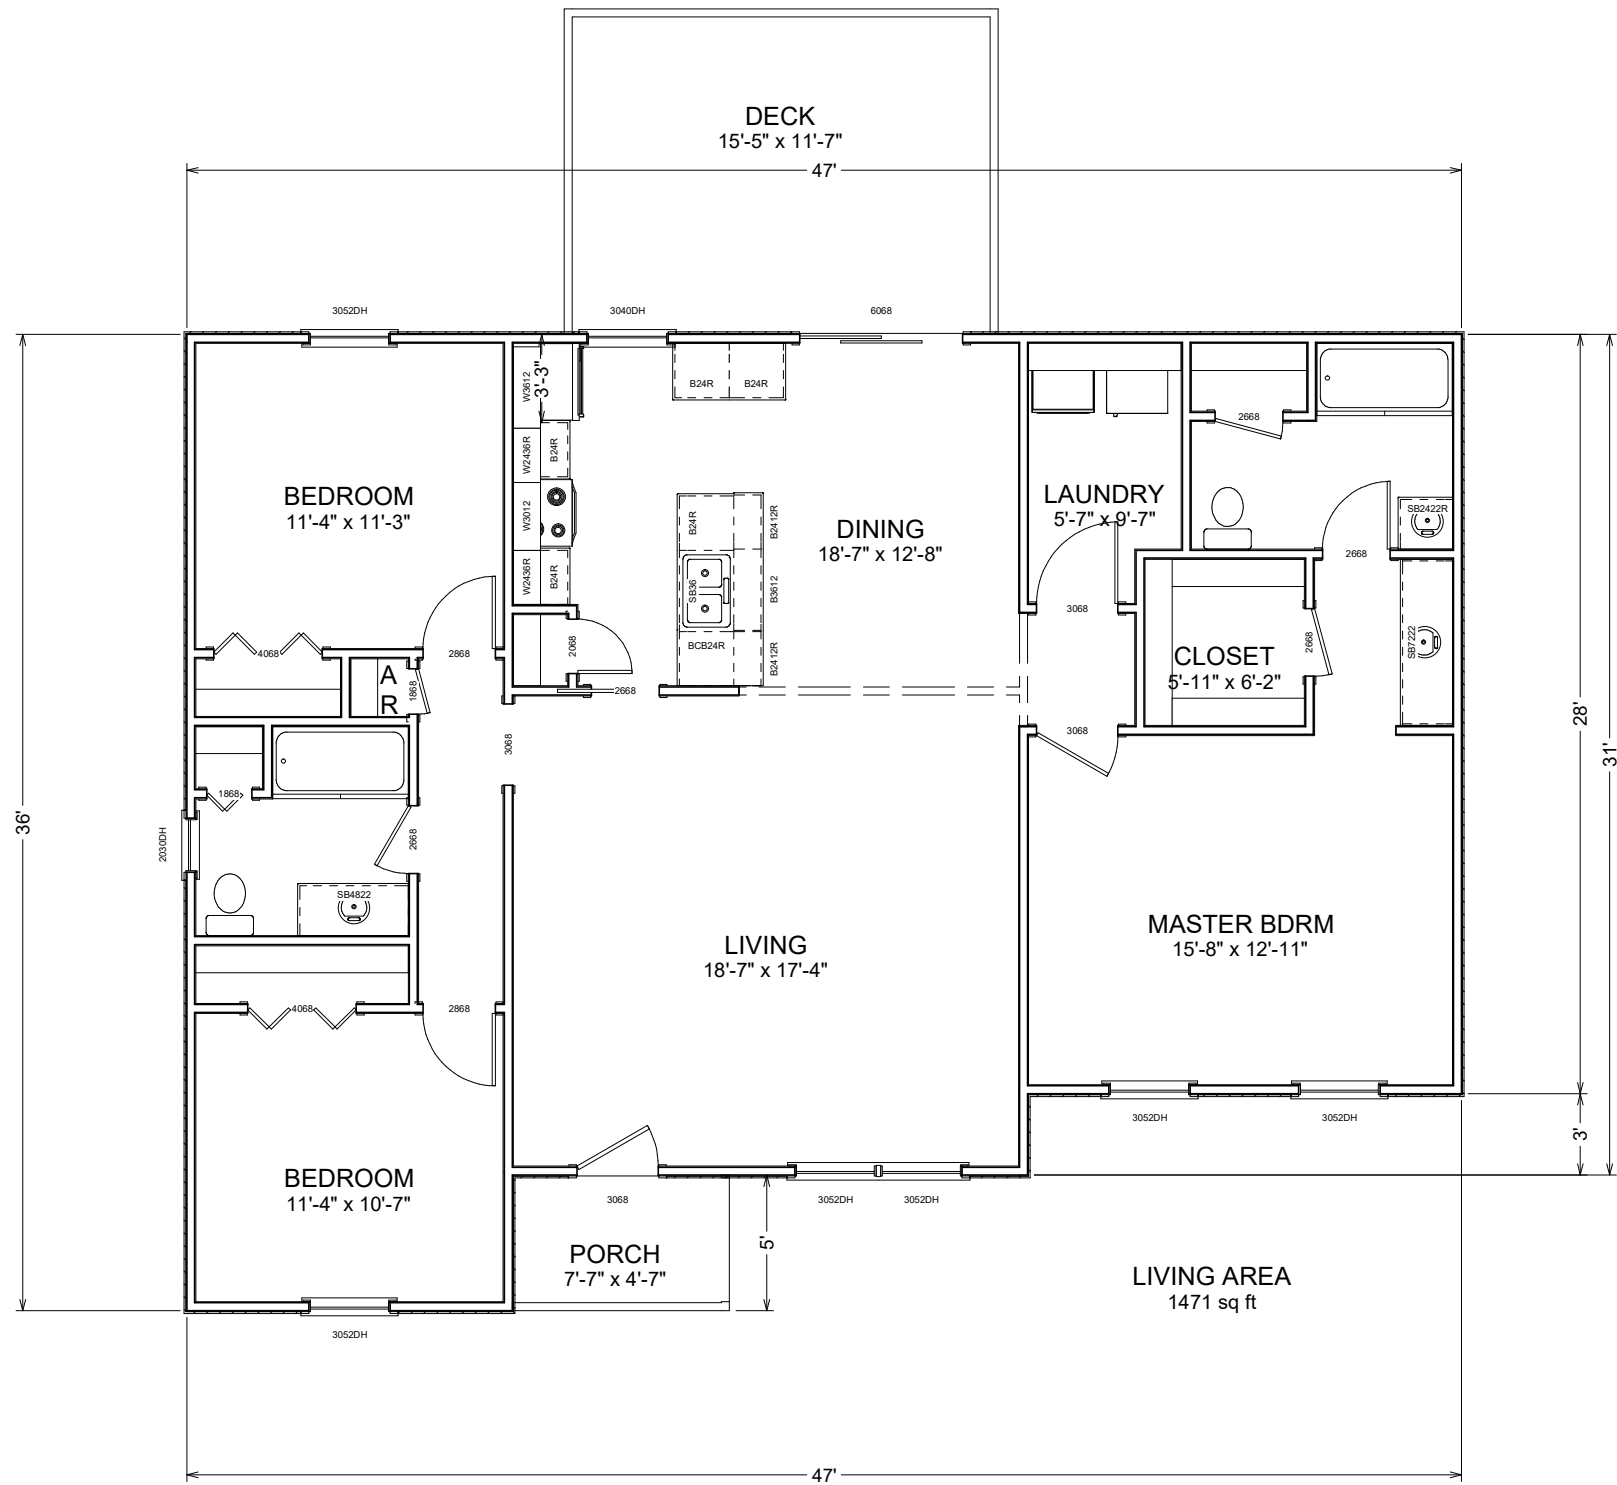 DECK
15'-5" x 11'-7"
47'
3052DH
3040DH
6068
W3612
3'-3"
B24R
B24R
2668
W2436R
B24R
BEDROOM
11'-4" x 11'-3"
W3012
B24R
B2412R
DINING
18'-7" x 12'-8"
LAUNDRY
5'-7" x 9'-7"
SB2422R
2668
W2436R
B24R
SB36
B3612
3068
2068
BCB24R
B2412R
4068
2868
2668
SB7222
CLOSET
5'-11" x 6'-2"
A
R
1868
2668
3068
3068
28'
31'
36'
1868
2030DH
2668
SB4822
LIVING
18'-7" x 17'-4"
MASTER BDRM
15'-8" x 12'-11"
4068
2868
3052DH
3052DH
3'
BEDROOM
11'-4" x 10'-7"
3068
3052DH
3052DH
PORCH
7'-7" x 4'-7"
5'
LIVING AREA
1471 sq ft
3052DH
47'